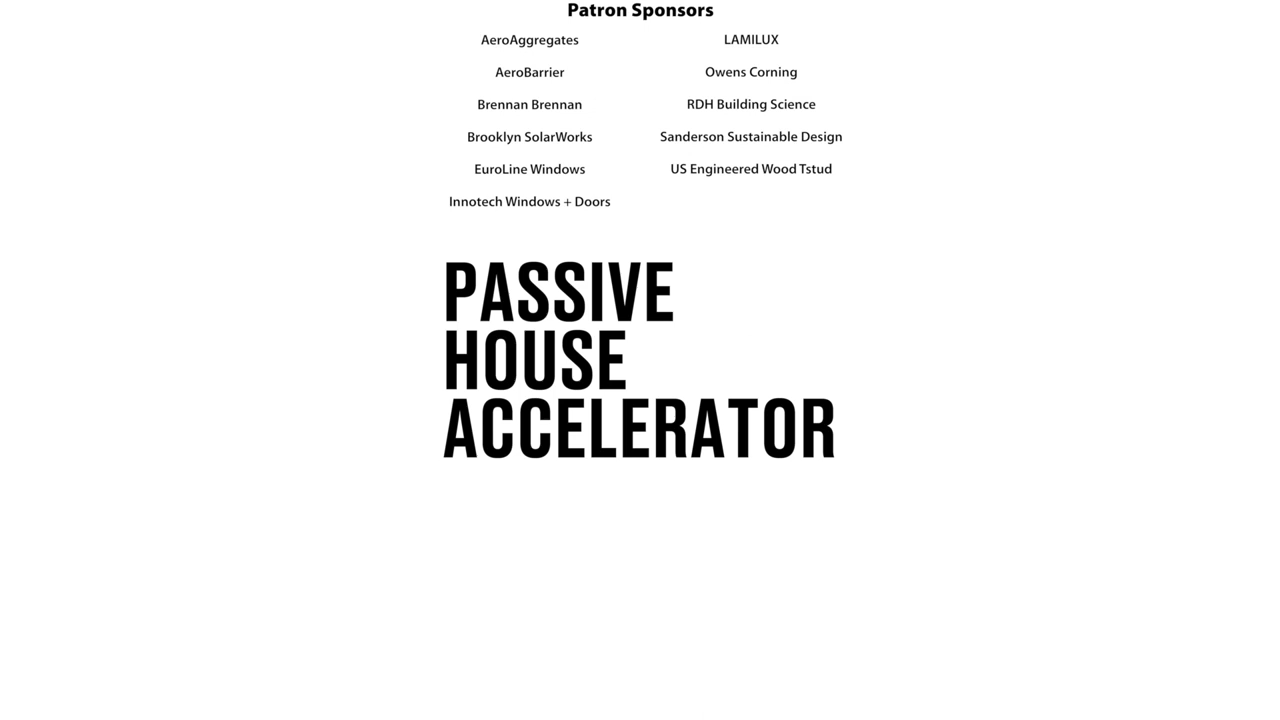 Patron Sponsors
AeroAggregates
AeroBarrier
Brennan Brennan
Brooklyn SolarWorks
EuroLine Windows
Innotech Windows + Doors
LAMILUX
Owens Corning
RDH Building Science
Sanderson Sustainable Design
US Engineered Wood Tstud
PASSIVE
HOUSE
ACCELERATOR